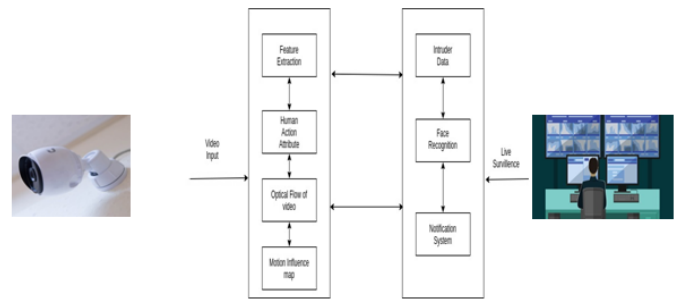 Feature
Extraction
Human
Action
Attribute
Optical Flow of
video
Motion Influence
map
Video
Input
Intruder
Data
Face
Recognition
Notification
System
Live
Survillence